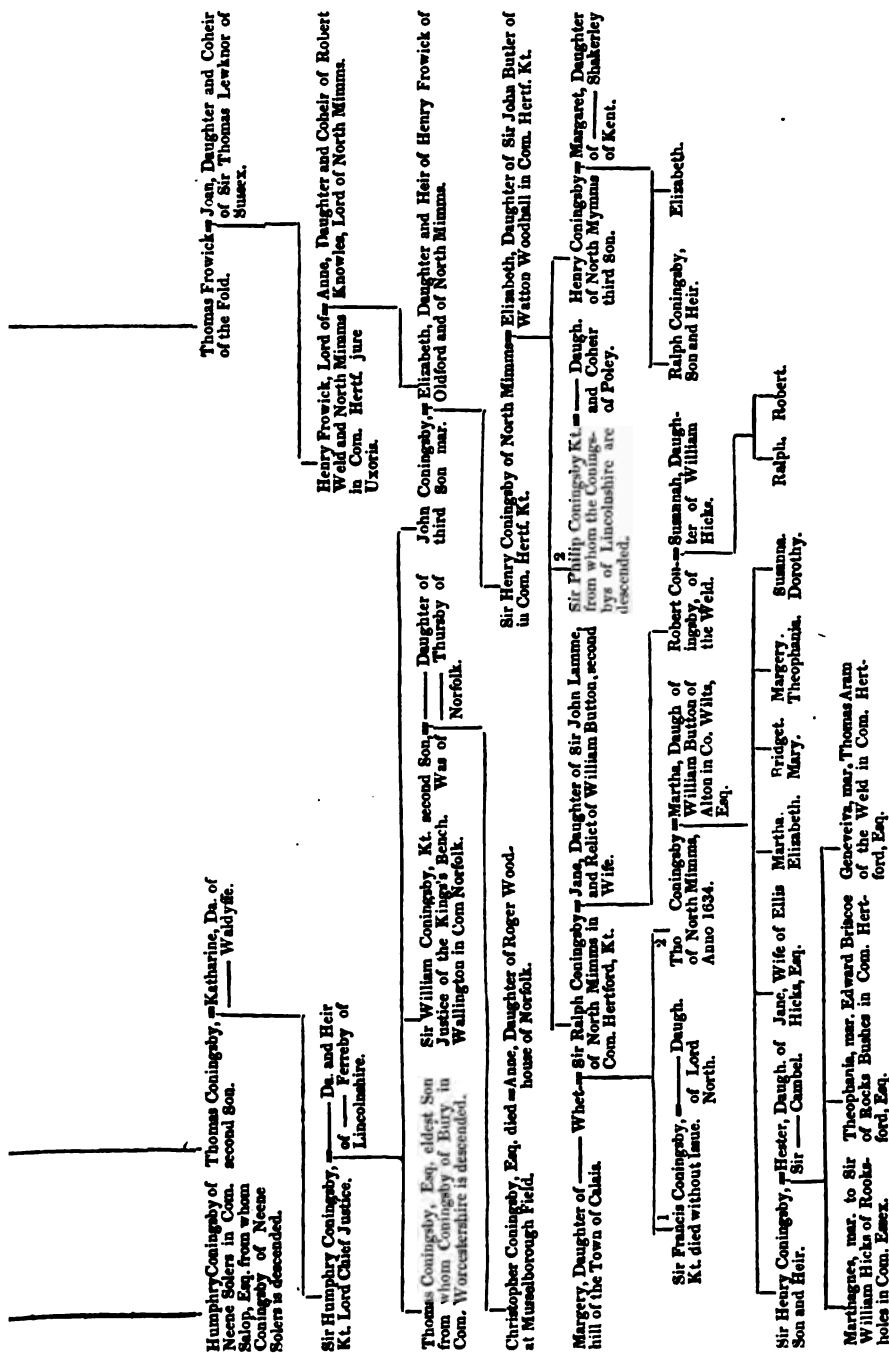 Humphry Coningsby of
Neene Solers in Com.
Salop, Esq. from whom
Coningsby of Neene
Solers is descended.
Thomas Coningsby, = Katharine, Da. of
second Son. —— Waldyffe.
Thomas Frowick = Joan, Daughter and Coheir
of the Fold. of Sir Thomas Lewknor of
Sussex.
Sir Humphry Coningsby, = —— Da. and Heir
Kt. Lord Chief Justice. of —— Ferreby of
Lincolnshire.
Henry Frowick, Lord of = Anne, Daughter and Coheir of Robert
Weld and North Mimms Knowles, Lord of North Mimms.
in Com. Hertf. jure
Uxoris.
Thomas Coningsby, Esq. eldest Son
from whom Coningsby of Bury in
Com. Worcestershire is descended.
Sir William Coningsby, Kt. second Son, = —— Daughter of
Justice of the Kings's Bench. Was of —— Thursby of
Wallington in Com Norfolk. Norfolk.
John Coningsby, = Elizabeth, Daughter and Heir of Henry Frowick of
third Son mar. Oldford and of North Mimms.
Christopher Coningsby, Esq. died = Anne, Daughter of Roger Wood-
at Musselborough Field. house of Norfolk.
Sir Henry Coningsby of North Mimms = Elizabeth, Daughter of Sir John Butler of
in Com. Hertf. Kt. Watton Woodhall in Com. Hertf. Kt.
Margery, Daughter of —— Whet- = Sir Ralph Coningsby = Jane, Daughter of Sir John Lamme,
hill of the Town of Calais. of North Mimms in and Relict of William Button, second
Com. Hertford, Kt. Wife.
2
Sir Philip Coningsby Kt. = —— Daugh.
from whom the Conings- and Coheir
bys of Lincolnshire are of Poley.
descended.
Henry Coningsby = Margaret, Daughter
of North Mymms of —— Shakerley
third Son. of Kent.
1
Sir Francis Coningsby, = —— Daugh.
Kt. died without Issue. of Lord
North.
2
Tho Coningsby = Martha, Daugh of
of North Mimms, William Button of
Anno 1634. Alton in Co. Wilts,
Esq.
Robert Con- = Susannah, Daugh-
ingsby, of ter of William
the Weld. Hicks.
Ralph Coningsby,
Son and Heir.
Elizabeth.
Sir Henry Coningsby, = Hester, Daugh. of
Son and Heir. Sir —— Cambel.
Jane, Wife of Ellis
Hicks, Esq.
Martha.
Elizabeth.
Bridget.
Mary.
Margery.
Theophania.
Susanna.
Dorothy.
Ralph. Robert.
Marthagnes, mar. to Sir
William Hicks of Rooks-
holes in Com. Essex.
Theophania, mar. Edward Briscoe
of Rocks Bushes in Com. Hert-
ford, Esq.
Geneveiva, mar. Thomas Aram
of the Weld in Com. Hert-
ford, Esq.